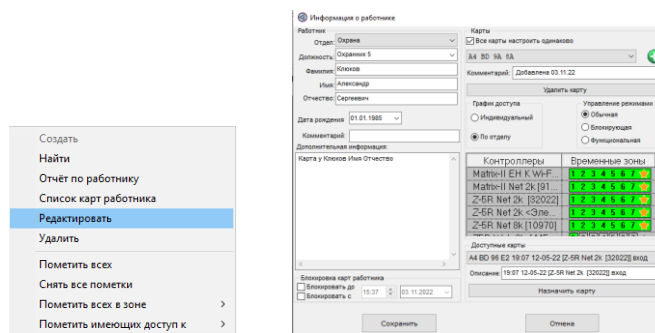 Создать
Найти
Отчёт по работнику
Список карт работника
Редактировать
Удалить
Пометить всех
Снять все пометки
Пометить всех в зоне
Пометить имеющих доступ к
Информация о работнике
Работник
Отдел: Охрана
Должность: Охранник 5
Фамилия: Клюков
Имя: Александр
Отчество: Сергеевич
Дата рождения 01.01.1985
Комментарий:
Дополнительная информация:
Карта у Клюков Имя Отчество
Блокировка карт работника
Блокировать до
Блокировать с
15:37
03.11.2022
Карты
Все карты настроить одинаково
A4 BD 9A 6A
Комментарий: Добавлена 03.11.22
Удалить карту
График доступа
Индивидуальный
По отделу
Управление режимами
Обычная
Блокирующая
Функциональная
Контроллеры Временные зоны
Matrix-II EH K Wi-F... 1 2 3 4 5 6 7
Matrix-II Net 2k [91... 1 2 3 4 5 6 7
Z-5R Net 2k [32022] 1 2 3 4 5 6 7
Z-5R Net 2k <Эле... 1 2 3 4 5 6 7
Z-5R Net 8k [10970] 1 2 3 4 5 6 7
Доступные карты
A4 BD 96 E2 19:07 12-05-22 [Z-5R Net 2k [32022]] вход
Описание: 19:07 12-05-22 [Z-5R Net 2k [32022]] вход
Назначить карту
Сохранить
Отмена